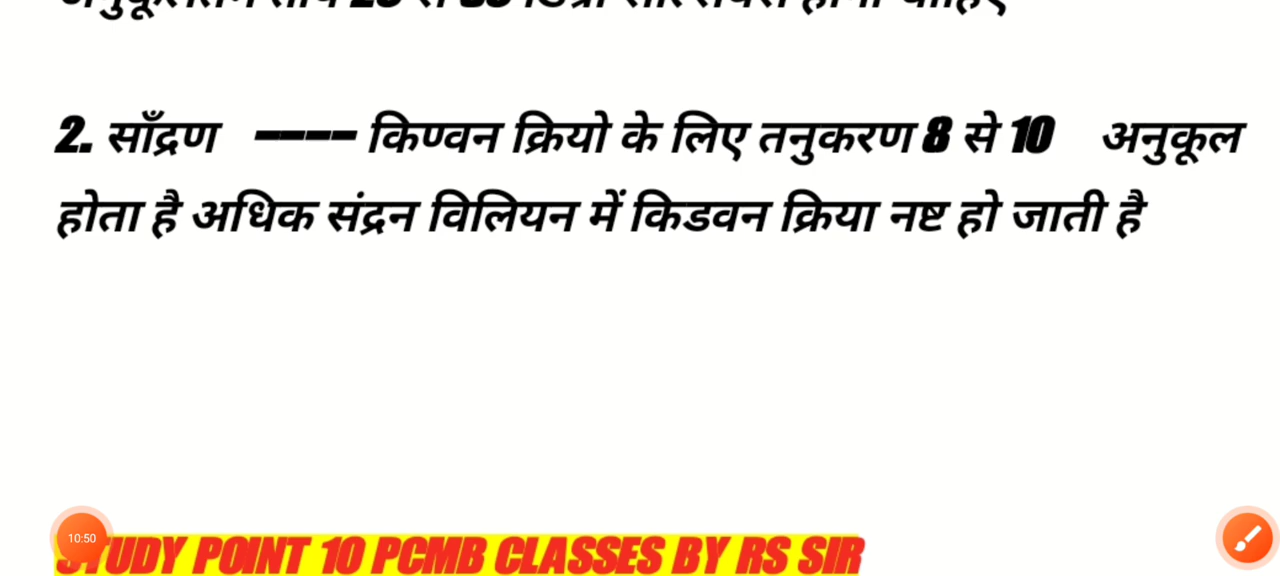 2. साँद्रण ---- किण्वन क्रियो के लिए तनुकरण 8 से 10 अनुकूल
होता है अधिक संद्रन विलियन में किडवन क्रिया नष्ट हो जाती है
10:50
STUDY POINT 10 PCMB CLASSES BY RS SIR